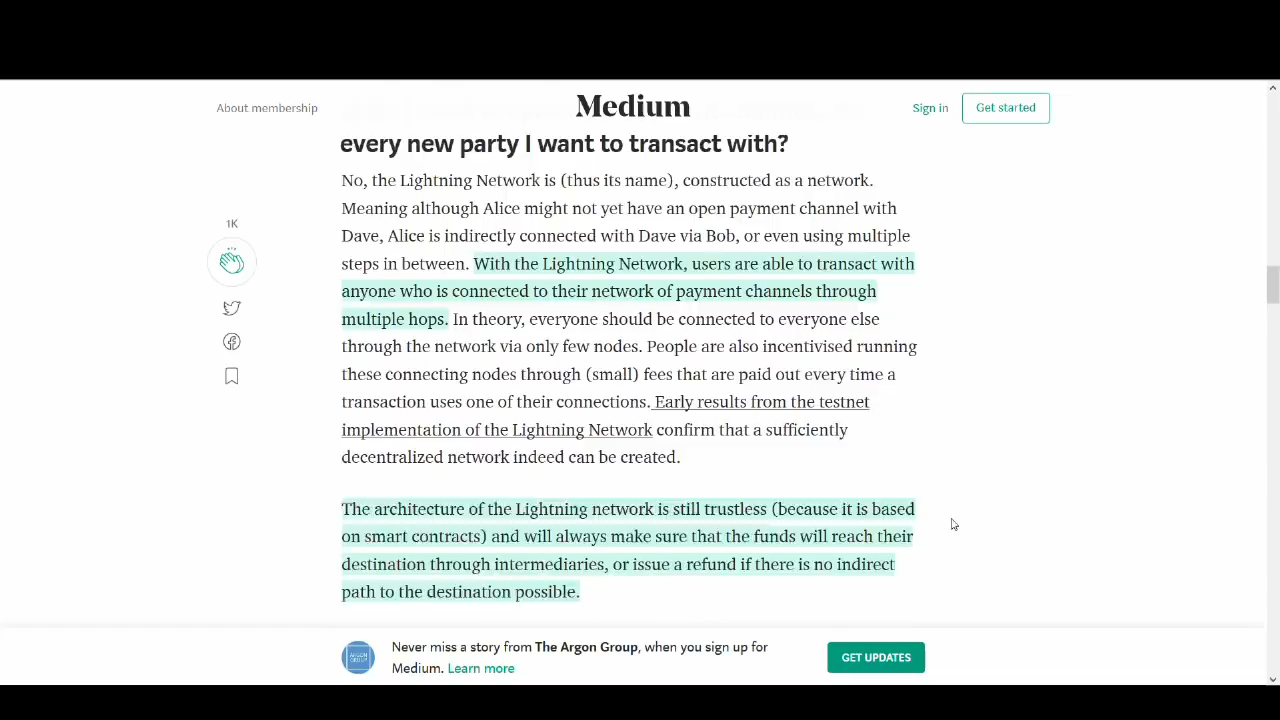 About membership
Medium
Sign in
Get started
every new party I want to transact with?
No, the Lightning Network is (thus its name), constructed as a network.
Meaning although Alice might not yet have an open payment channel with
Dave, Alice is indirectly connected with Dave via Bob, or even using multiple
steps in between. With the Lightning Network, users are able to transact with
anyone who is connected to their network of payment channels through
multiple hops. In theory, everyone should be connected to everyone else
through the network via only few nodes. People are also incentivised running
these connecting nodes through (small) fees that are paid out every time a
transaction uses one of their connections. Early results from the testnet
implementation of the Lightning Network confirm that a sufficiently
decentralized network indeed can be created.
The architecture of the Lightning network is still trustless (because it is based
on smart contracts) and will always make sure that the funds will reach their
destination through intermediaries, or issue a refund if there is no indirect
path to the destination possible.
1K
ARGON
GROUP
Never miss a story from The Argon Group, when you sign up for
Medium. Learn more
GET UPDATES